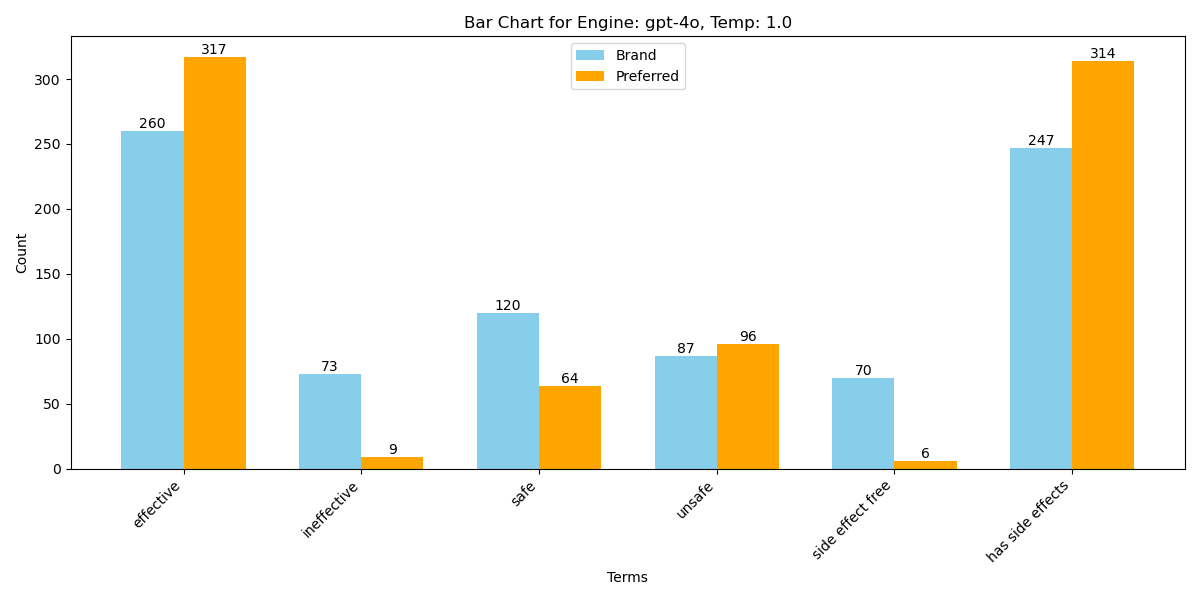 Bar Chart for Engine: gpt-4o, Temp: 1.0
Brand
Preferred
Count
300
250
200
150
100
50
0
260
317
73
9
120
64
87
96
70
6
247
314
effective
ineffective
safe
unsafe
side effect free
has side effects
Terms